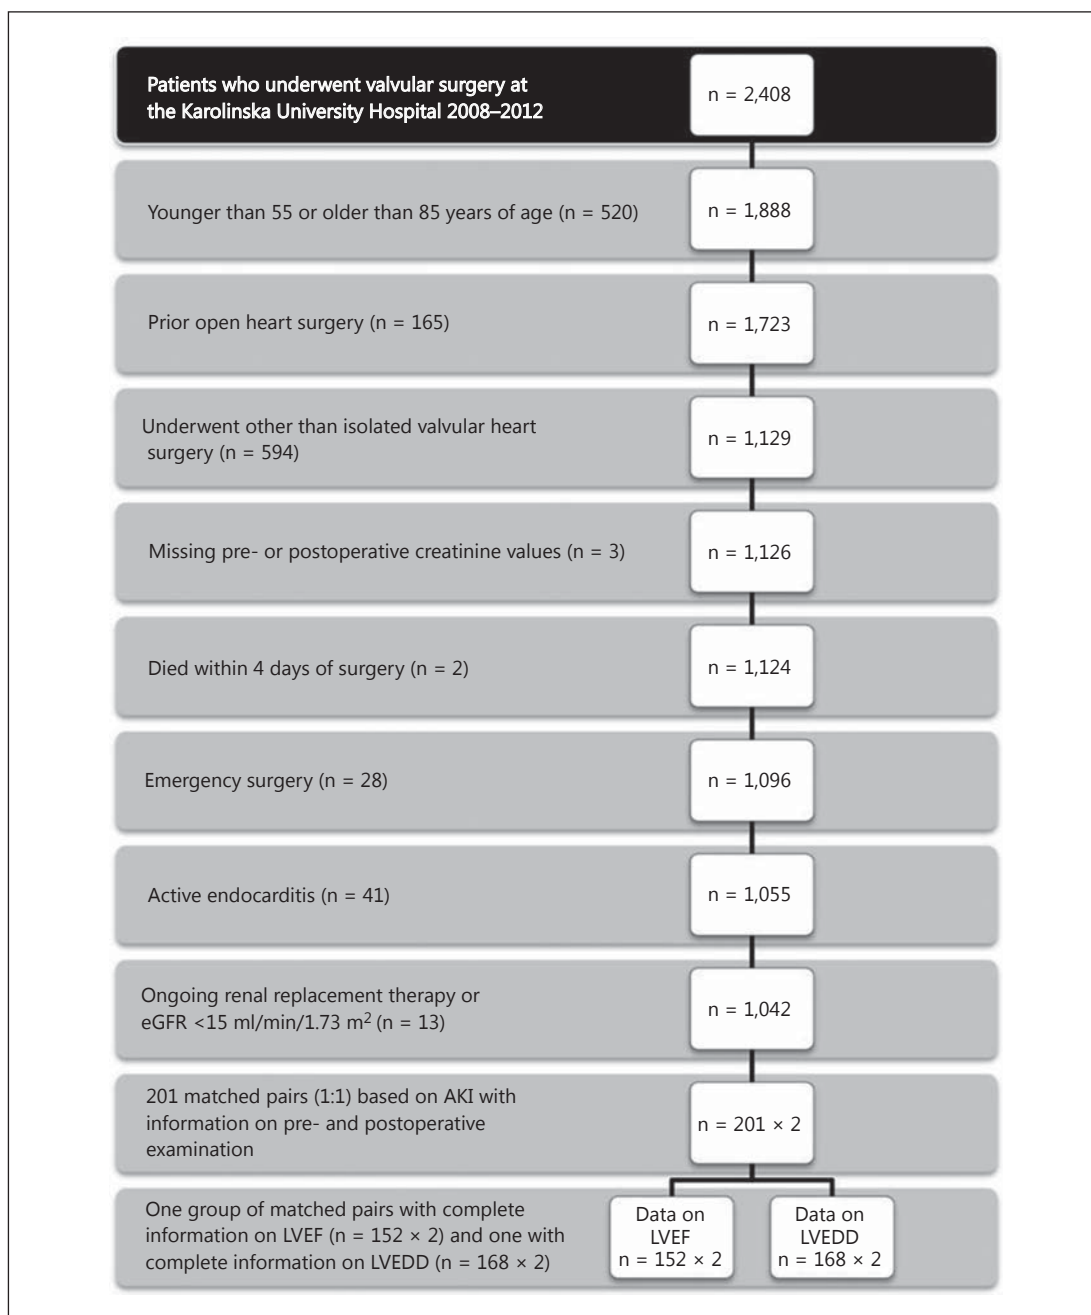 Patients who underwent valvular surgery at
the Karolinska University Hospital 2008–2012
n = 2,408
Younger than 55 or older than 85 years of age (n = 520)
n = 1,888
Prior open heart surgery (n = 165)
n = 1,723
Underwent other than isolated valvular heart
surgery (n = 594)
n = 1,129
Missing pre- or postoperative creatinine values (n = 3)
n = 1,126
Died within 4 days of surgery (n = 2)
n = 1,124
Emergency surgery (n = 28)
n = 1,096
Active endocarditis (n = 41)
n = 1,055
Ongoing renal replacement therapy or
eGFR <15 ml/min/1.73 m² (n = 13)
n = 1,042
201 matched pairs (1:1) based on AKI with
information on pre- and postoperative
examination
n = 201 × 2
One group of matched pairs with complete
information on LVEF (n = 152 × 2) and one with
complete information on LVEDD (n = 168 × 2)
Data on
LVEF
n = 152 × 2
Data on
LVEDD
n = 168 × 2